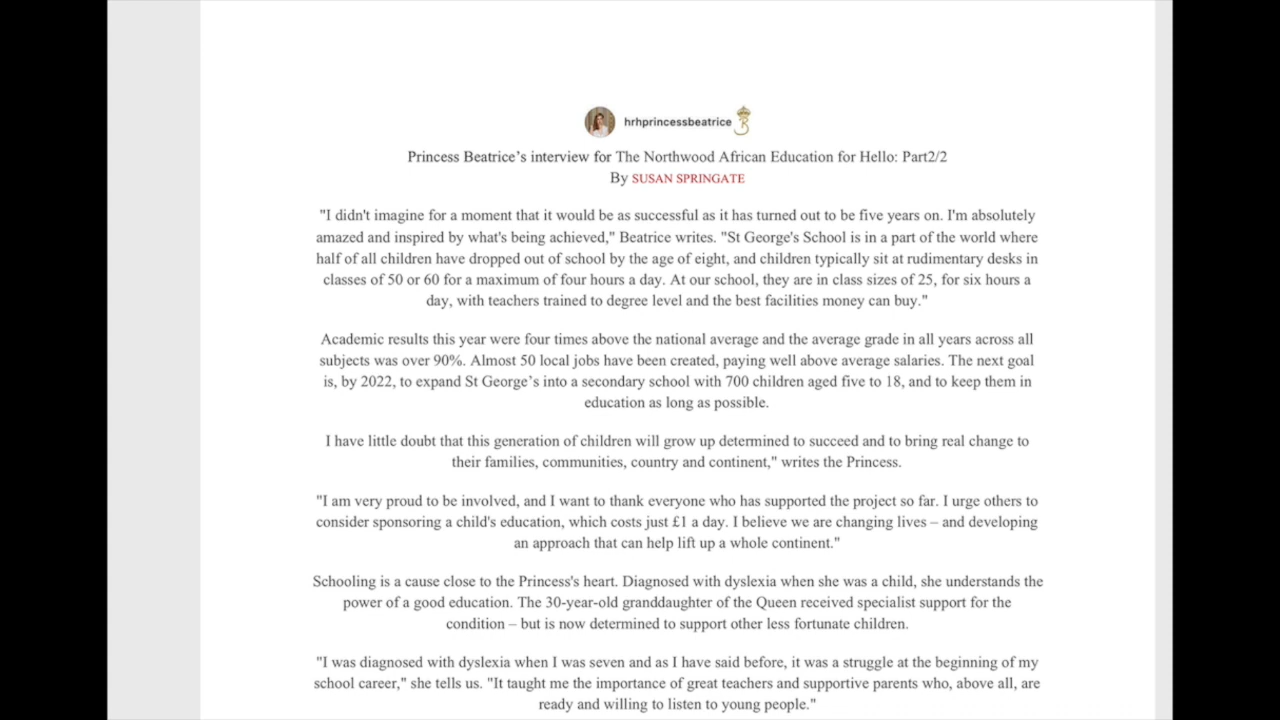 hrhprincessbeatrice
Princess Beatrice’s interview for The Northwood African Education for Hello: Part2/2
By SUSAN SPRINGATE
"I didn't imagine for a moment that it would be as successful as it has turned out to be five years on. I'm absolutely
amazed and inspired by what's being achieved," Beatrice writes. "St George's School is in a part of the world where
half of all children have dropped out of school by the age of eight, and children typically sit at rudimentary desks in
classes of 50 or 60 for a maximum of four hours a day. At our school, they are in class sizes of 25, for six hours a
day, with teachers trained to degree level and the best facilities money can buy."
Academic results this year were four times above the national average and the average grade in all years across all
subjects was over 90%. Almost 50 local jobs have been created, paying well above average salaries. The next goal
is, by 2022, to expand St George’s into a secondary school with 700 children aged five to 18, and to keep them in
education as long as possible.
I have little doubt that this generation of children will grow up determined to succeed and to bring real change to
their families, communities, country and continent," writes the Princess.
"I am very proud to be involved, and I want to thank everyone who has supported the project so far. I urge others to
consider sponsoring a child's education, which costs just £1 a day. I believe we are changing lives – and developing
an approach that can help lift up a whole continent."
Schooling is a cause close to the Princess's heart. Diagnosed with dyslexia when she was a child, she understands the
power of a good education. The 30-year-old granddaughter of the Queen received specialist support for the
condition – but is now determined to support other less fortunate children.
"I was diagnosed with dyslexia when I was seven and as I have said before, it was a struggle at the beginning of my
school career," she tells us. "It taught me the importance of great teachers and supportive parents who, above all, are
ready and willing to listen to young people."